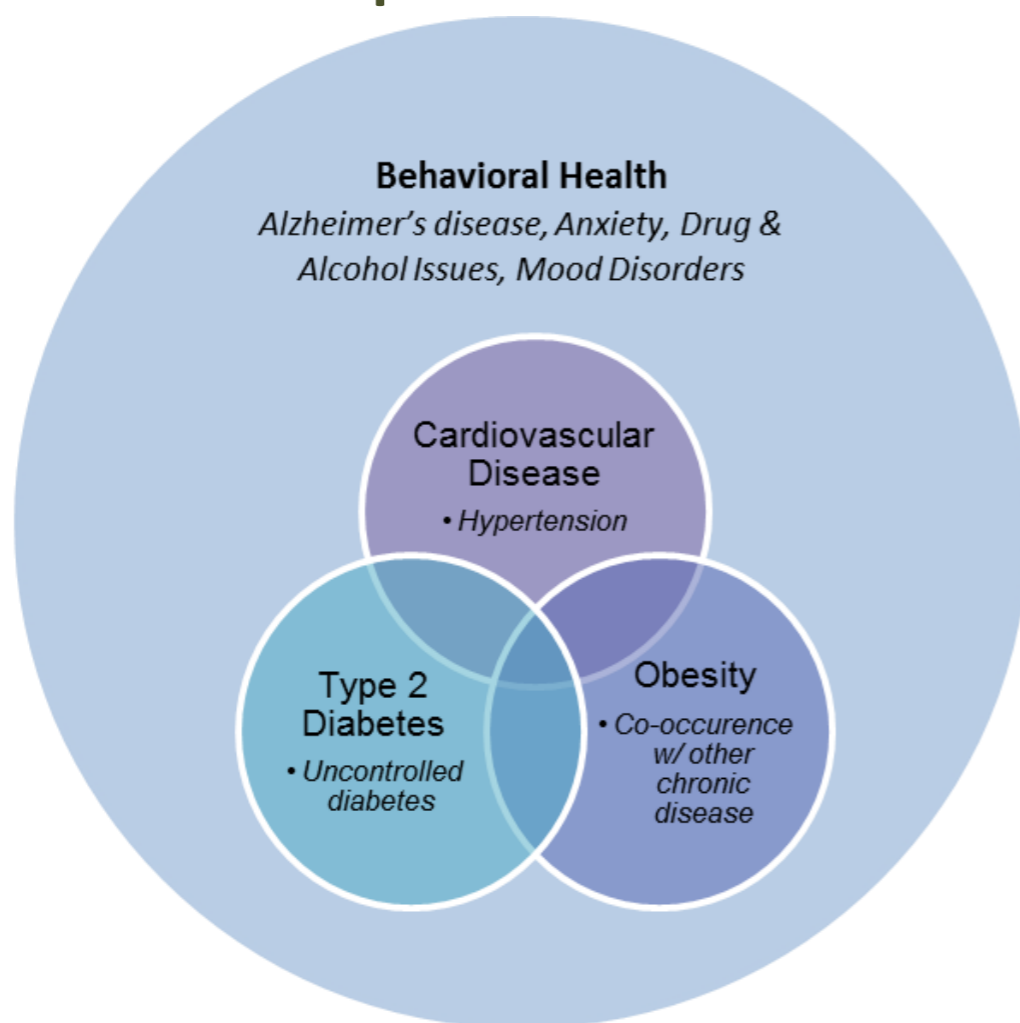 Behavioral Health
Alzheimer’s disease, Anxiety, Drug &
Alcohol Issues, Mood Disorders
Cardiovascular
Disease
• Hypertension
Type 2
Diabetes
• Uncontrolled
diabetes
Obesity
• Co-occurence
w/ other
chronic
disease